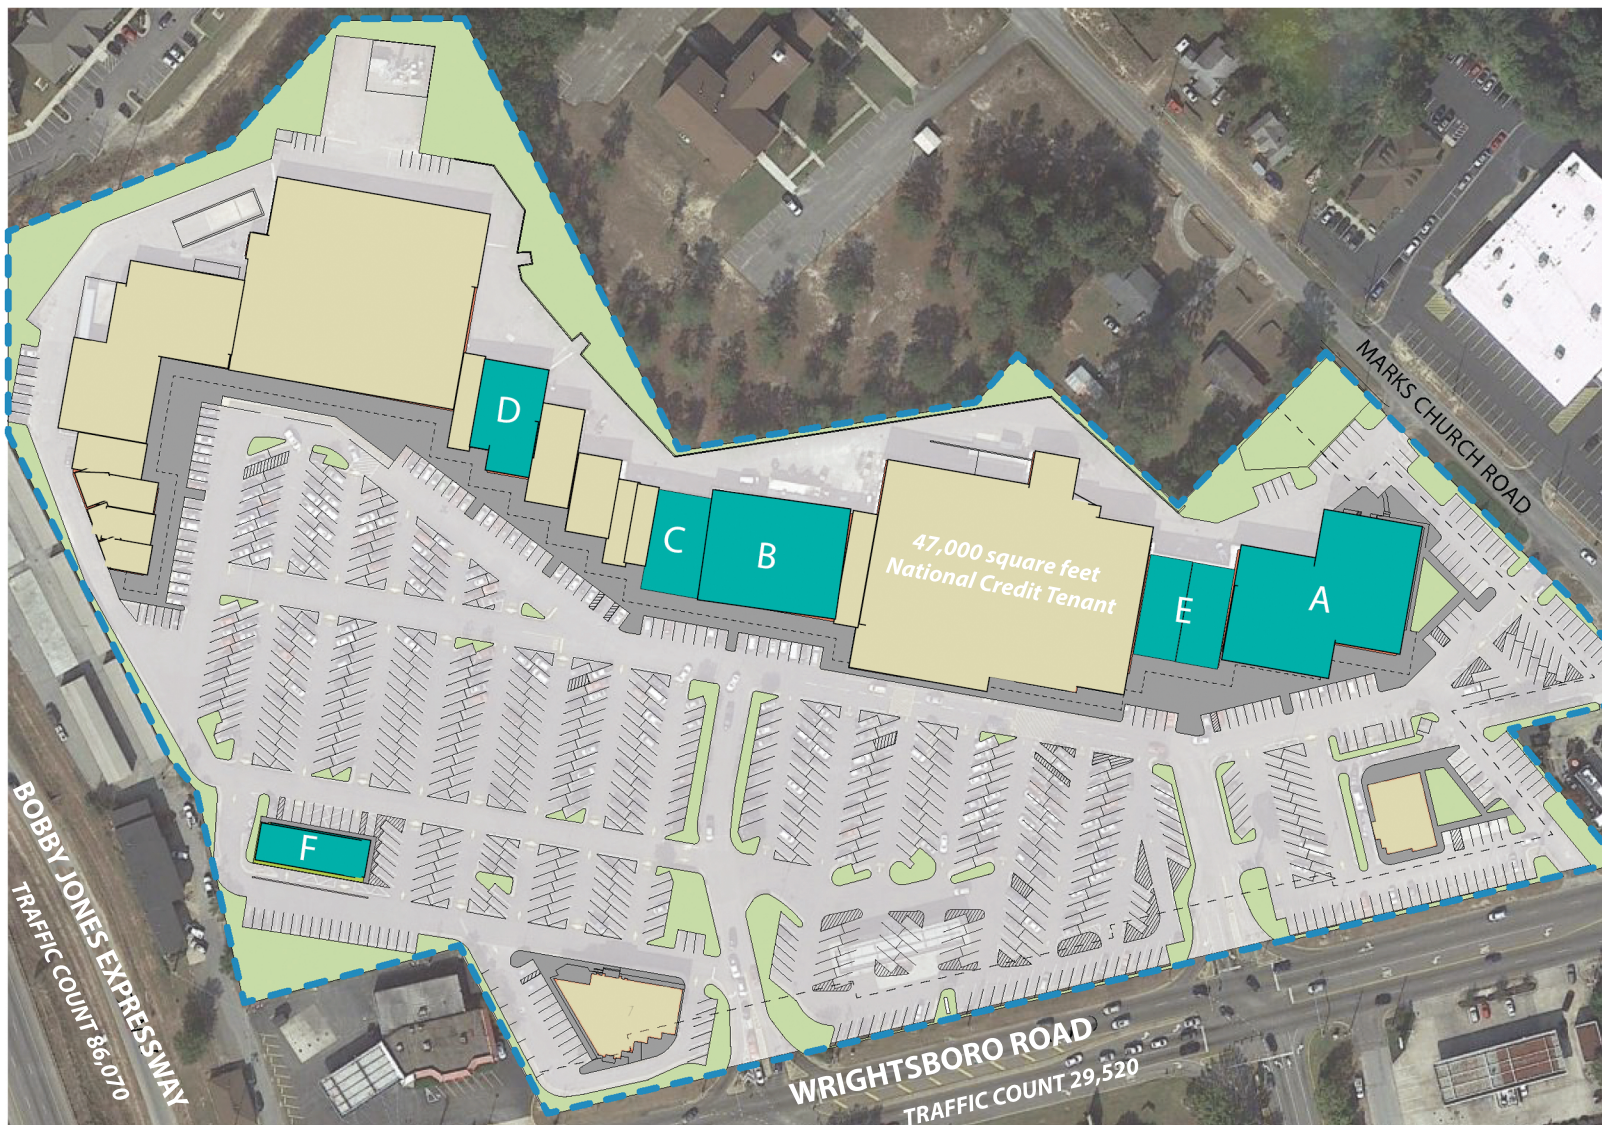 MARKS CHURCH ROAD
D
C
B
47,000 square feet
National Credit Tenant
E
A
F
BOBBY JONES EXPRESSWAY
TRAFFIC COUNT 86,070
7
WRIGHTSBORO ROAD
TRAFFIC COUNT 29,520